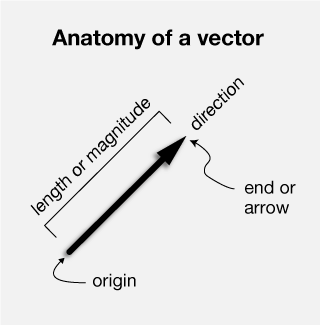 Anatomy of a vector
direction
length or magnitude
end or
arrow
origin